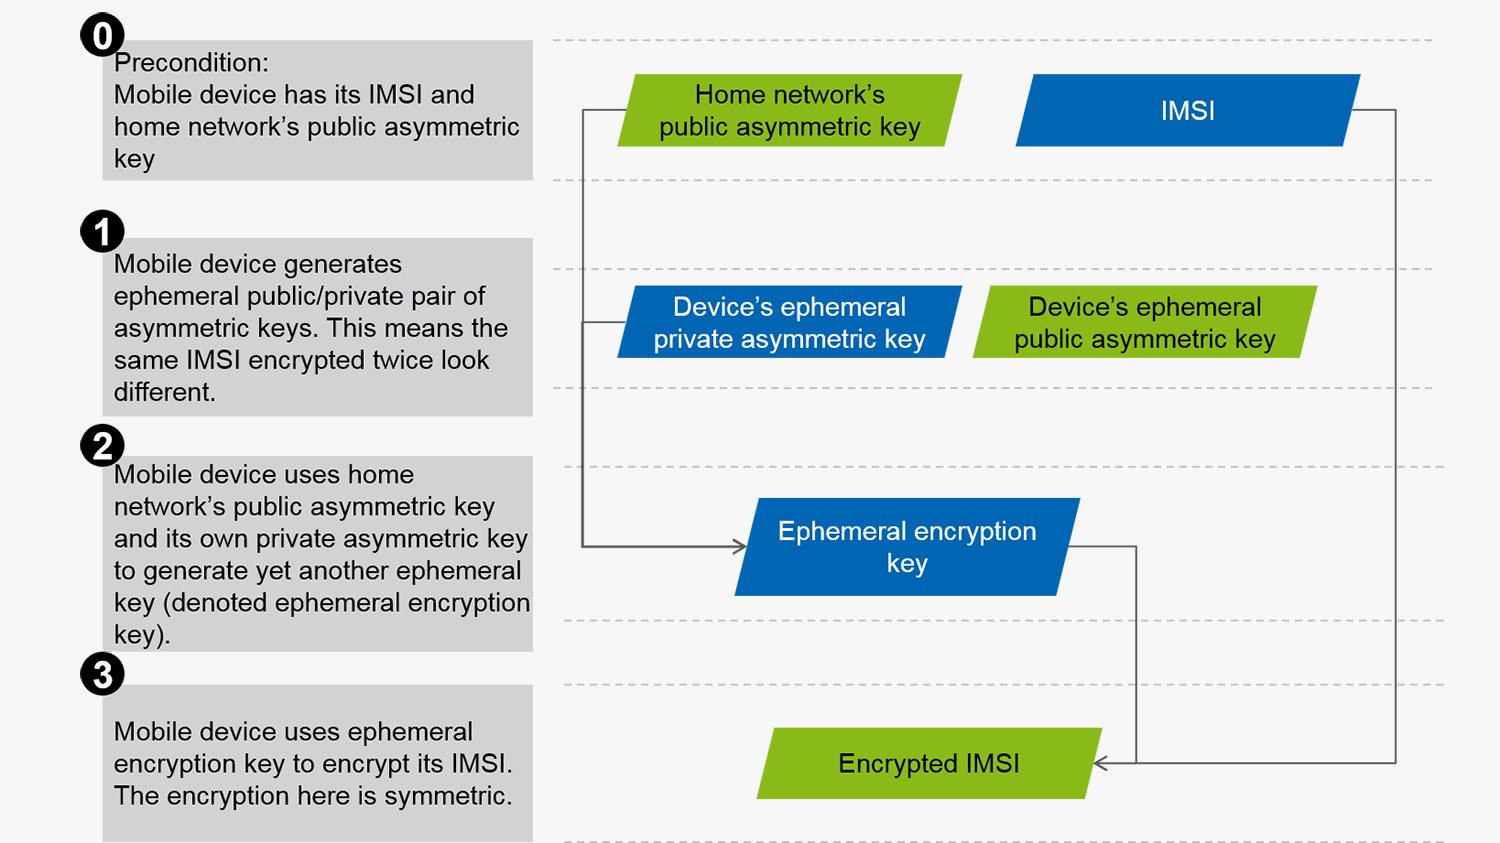 0
Precondition:
Mobile device has its IMSI and
home network’s public asymmetric
key
Home network’s
public asymmetric key
IMSI
1
Mobile device generates
ephemeral public/private pair of
asymmetric keys. This means the
same IMSI encrypted twice look
different.
Device’s ephemeral
private asymmetric key
Device’s ephemeral
public asymmetric key
2
Mobile device uses home
network’s public asymmetric key
and its own private asymmetric key
to generate yet another ephemeral
key (denoted ephemeral encryption
key).
Ephemeral encryption
key
3
Mobile device uses ephemeral
encryption key to encrypt its IMSI.
The encryption here is symmetric.
Encrypted IMSI